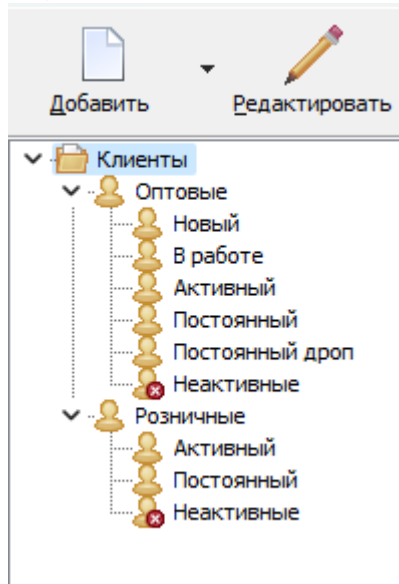 Добавить
Редактировать
Клиенты
Оптовые
Новый
В работе
Активный
Постоянный
Постоянный дроп
Неактивные
Розничные
Активный
Постоянный
Неактивные